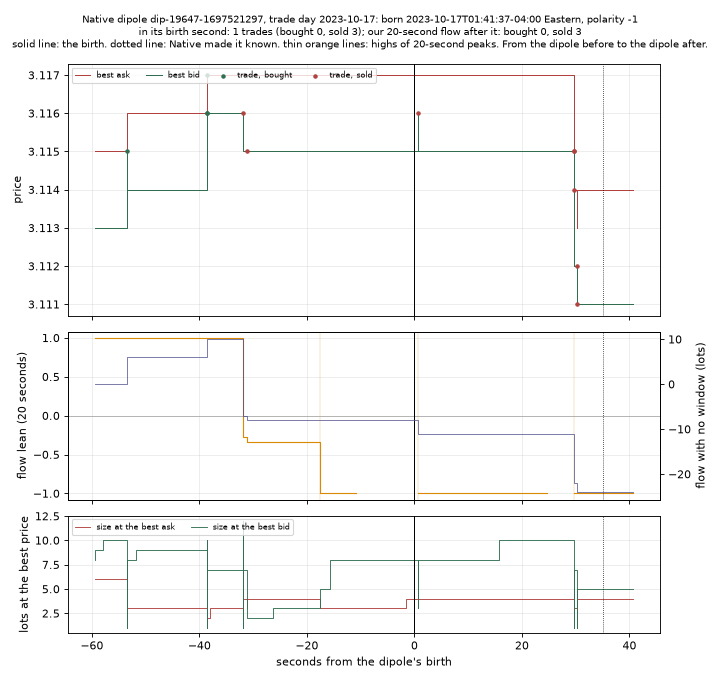 Native dipole dip-19647-1697521297, trade day 2023-10-17: born 2023-10-17T01:41:37-04:00 Eastern, polarity -1
in its birth second: 1 trades (bought 0, sold 3); our 20-second flow after it: bought 0, sold 3
solid line: the birth. dotted line: Native made it known. thin orange lines: highs of 20-second peaks. From the dipole before to the dipole after.
best ask
best bid
trade, bought
trade, sold
3.117
3.116
3.115
3.114
3.113
3.112
3.111
price
1.0
0.5
0.0
−0.5
−1.0
flow lean (20 seconds)
10
0
−10
−20
flow with no window (lots)
size at the best ask
size at the best bid
12.5
10.0
7.5
5.0
2.5
lots at the best price
−60
−40
−20
0
20
40
seconds from the dipole's birth